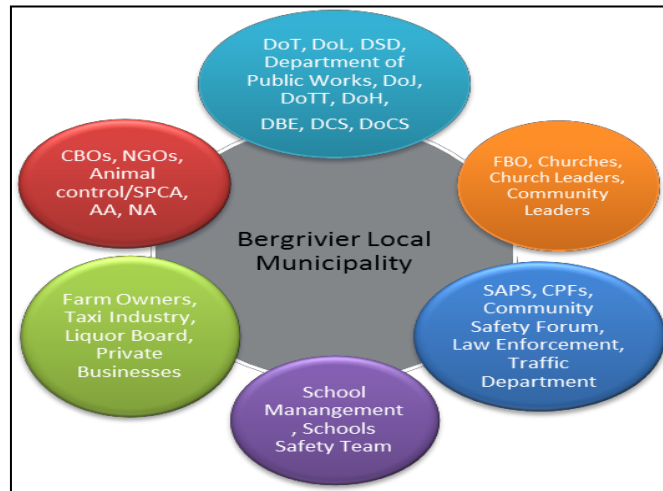 DoT, DoL, DSD,
Department of
Public Works, DoJ,
DoTT, DoH,
DBE, DCS, DoCS
CBOs, NGOs,
Animal
control/SPCA,
AA, NA
FBO, Churches,
Church Leaders,
Community
Leaders
Bergrivier Local
Municipality
Farm Owners,
Taxi Industry,
Liquor Board,
Private
Businesses
SAPS, CPFs,
Community
Safety Forum,
Law Enforcement,
Traffic
Department
School
Manangement
, Schools
Safety Team